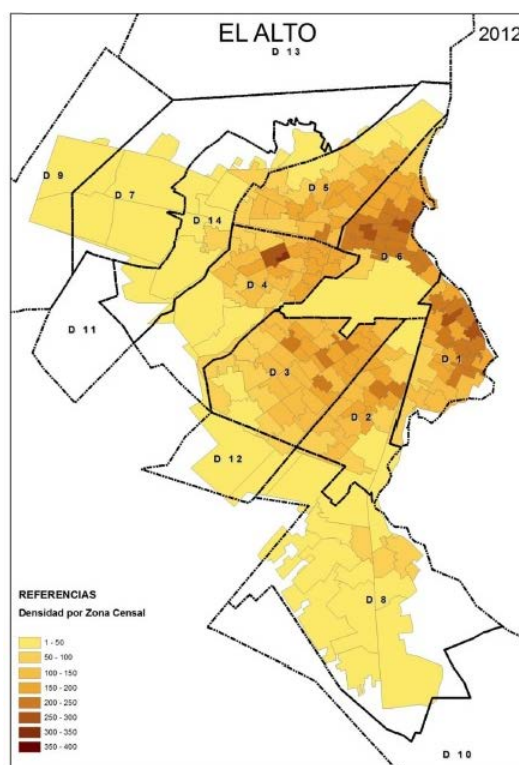 EL ALTO
2012
D 13
D 9
D 7
D 5
D 14
D 6
D 4
D 11
D 1
D 3
D 2
D 12
D 8
REFERENCIAS
Densidad por Zona Censal
1 - 50
50 - 100
100 - 150
150 - 200
200 - 250
250 - 300
300 - 350
350 - 400
D 10